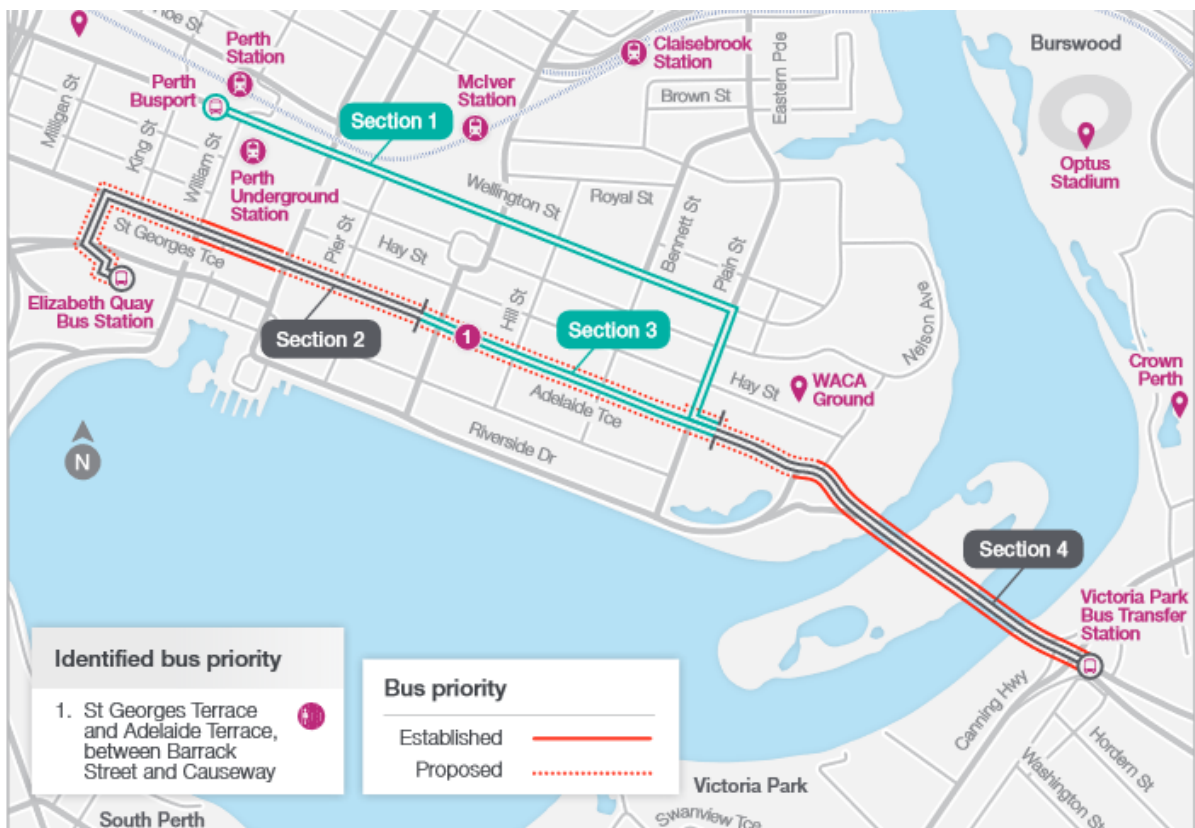 oe St
Perth
Station
Claisebrook
Station
Eastern Pde
Burswood
Perth
Busport
McIver
Station
Brown St
Milligan St
King St
William St
Section 1
Optus
Stadium
Perth
Underground
Station
Wellington St
Royal St
Bennett St
Plain St
Pier St
Hay St
St Georges Tce
Elizabeth Quay
Bus Station
Section 2
1
Hill St
Section 3
Nelson Ave
Hay St
WACA
Ground
Crown
Perth
Adelaide Tce
Riverside Dr
N
Section 4
Victoria Park
Bus Transfer
Station
Identified bus priority
1. St Georges Terrace
and Adelaide Terrace,
between Barrack
Street and Causeway
Bus priority
Established
Proposed
Canning Hwy
Hordern St
Washington St
Victoria Park
Swanview Tce
South Perth